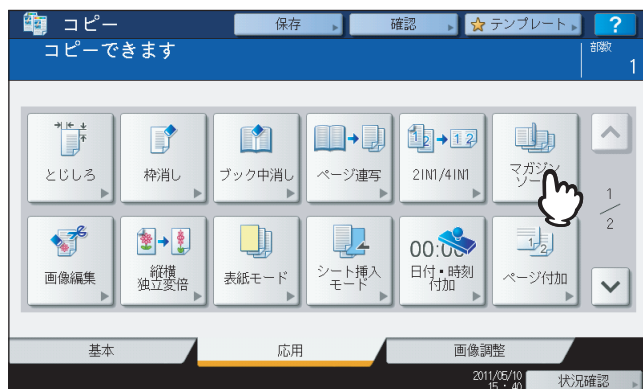 コピー
保存
確認
テンプレート
?
コピーできます
部数
1
とじしろ
枠消し
ブック中消し
ページ連写
2IN1/4IN1
マガジン
ソー
1
2
画像編集
縦横
独立変倍
表紙モード
シート挿入
モード
00:00
日付・時刻
付加
ページ付加
基本
応用
画像調整
2011/05/10
15 : 40
状況確認